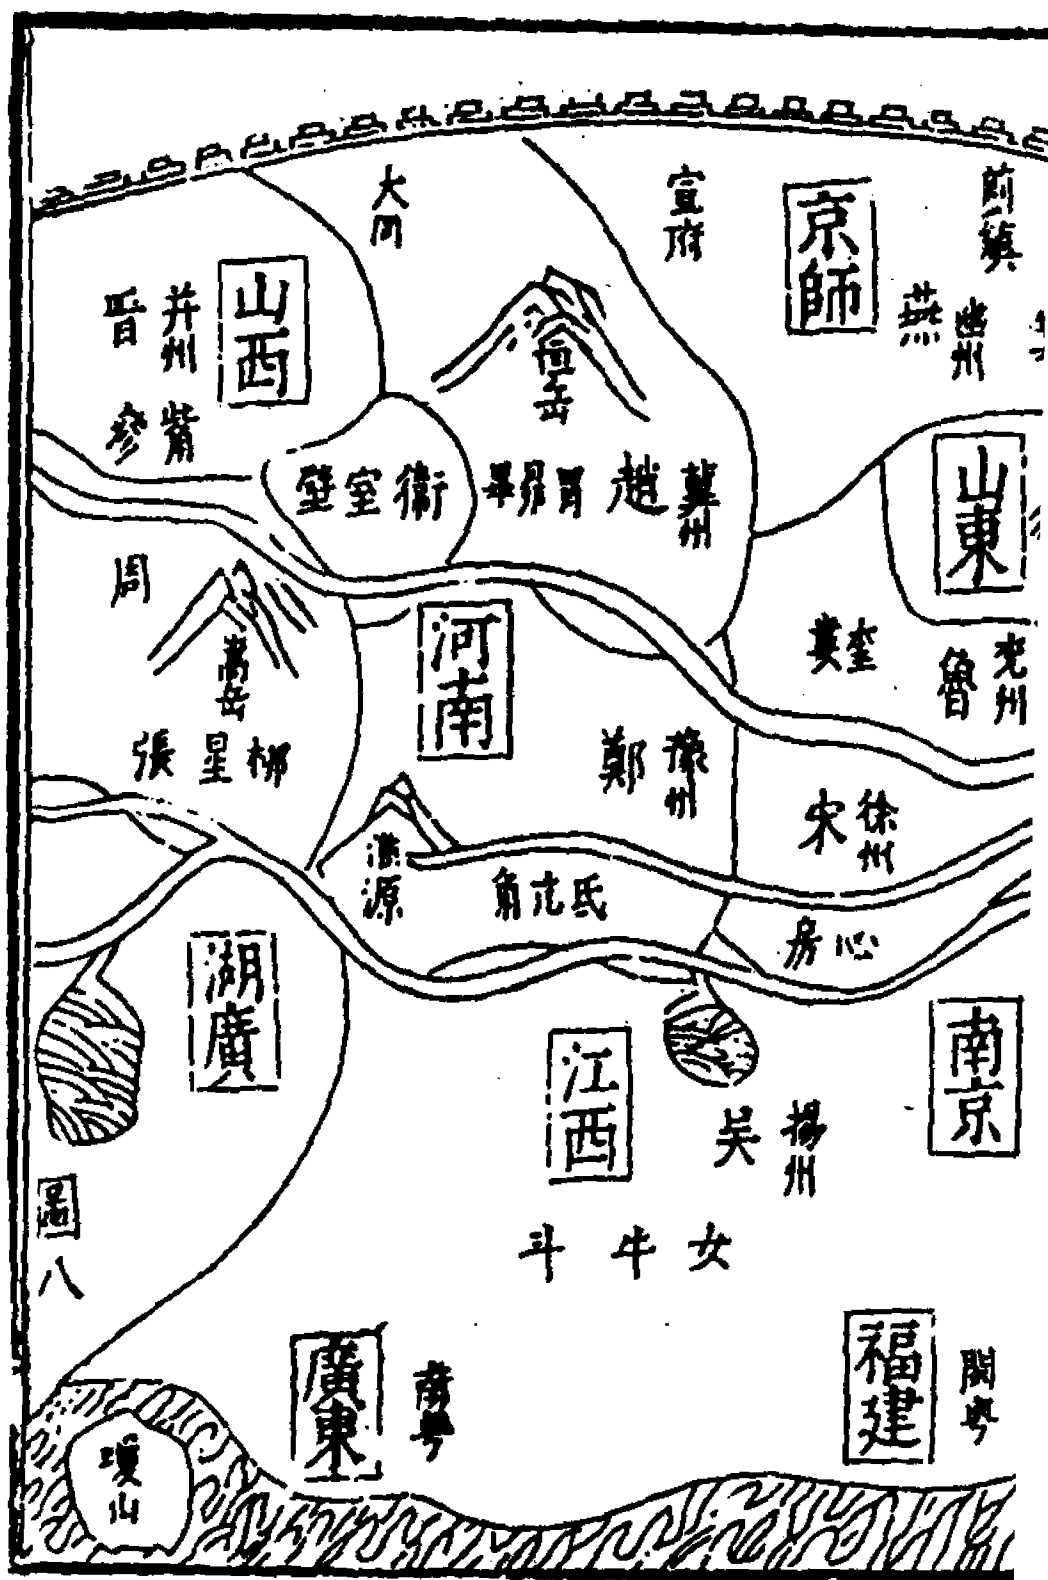 薊鎮
京師
宣府
大同
燕
幽州
山西
并州
晉
觜
參
恒岳
山東
冀州
趙
胃昴畢
衛室壁
周
嵩岳
河南
奎婁
兗州
魯
豫州
鄭
柳星張
徐州
宋
淮源
氐亢角
心房
湖廣
南京
江西
揚州
吳
女牛斗
圖八
福建
閩粵
廣東
南粵
瓊山